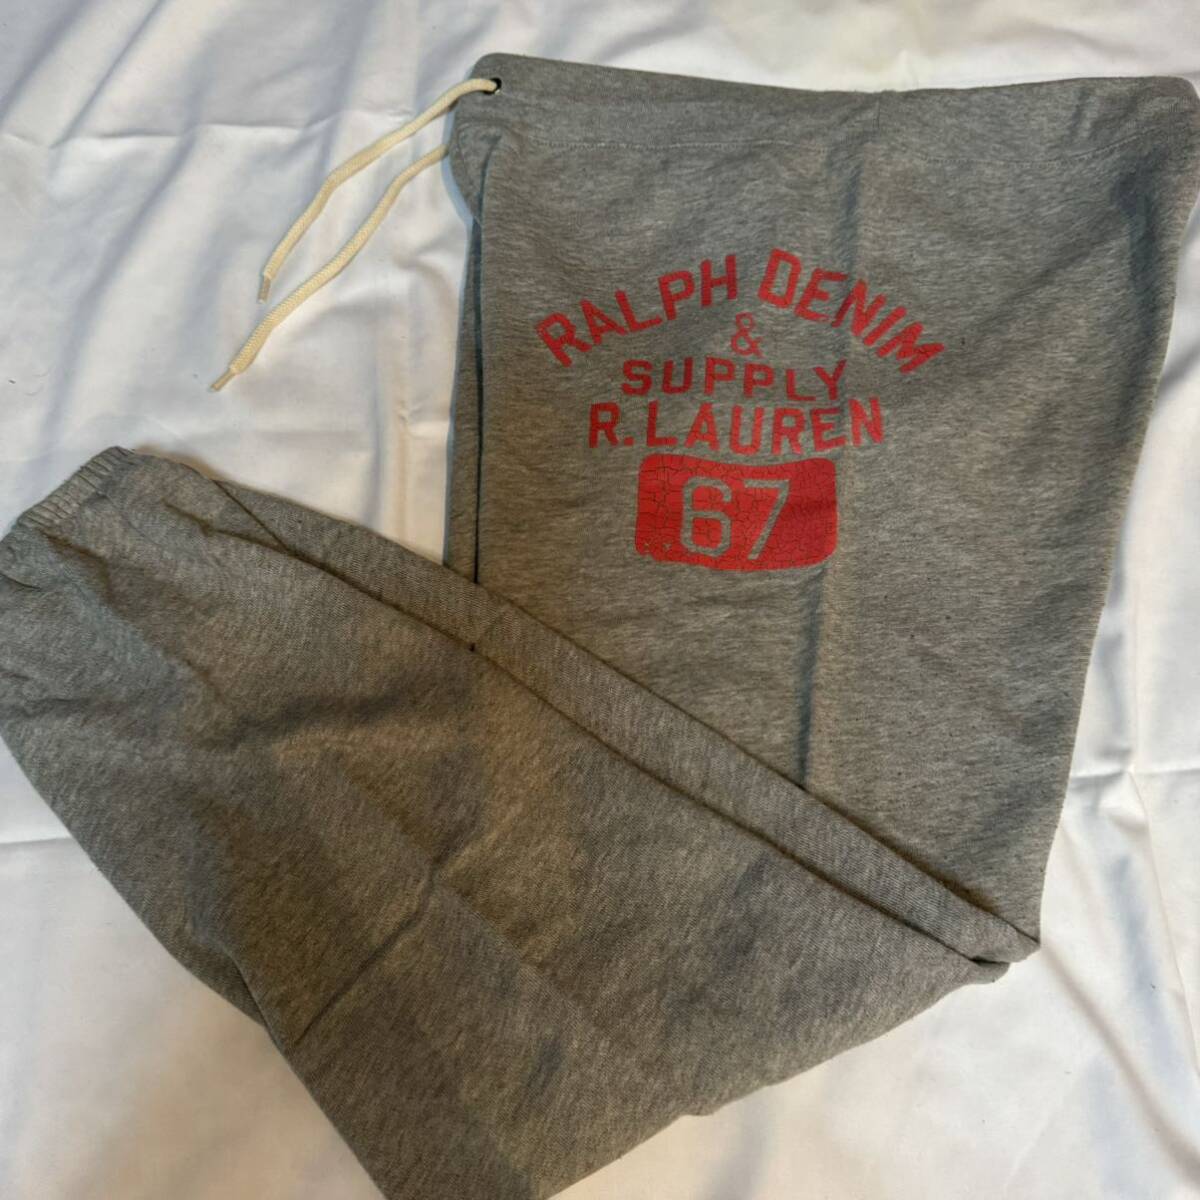 RALPH DENIM
&
SUPPLY
R. LAUREN
67